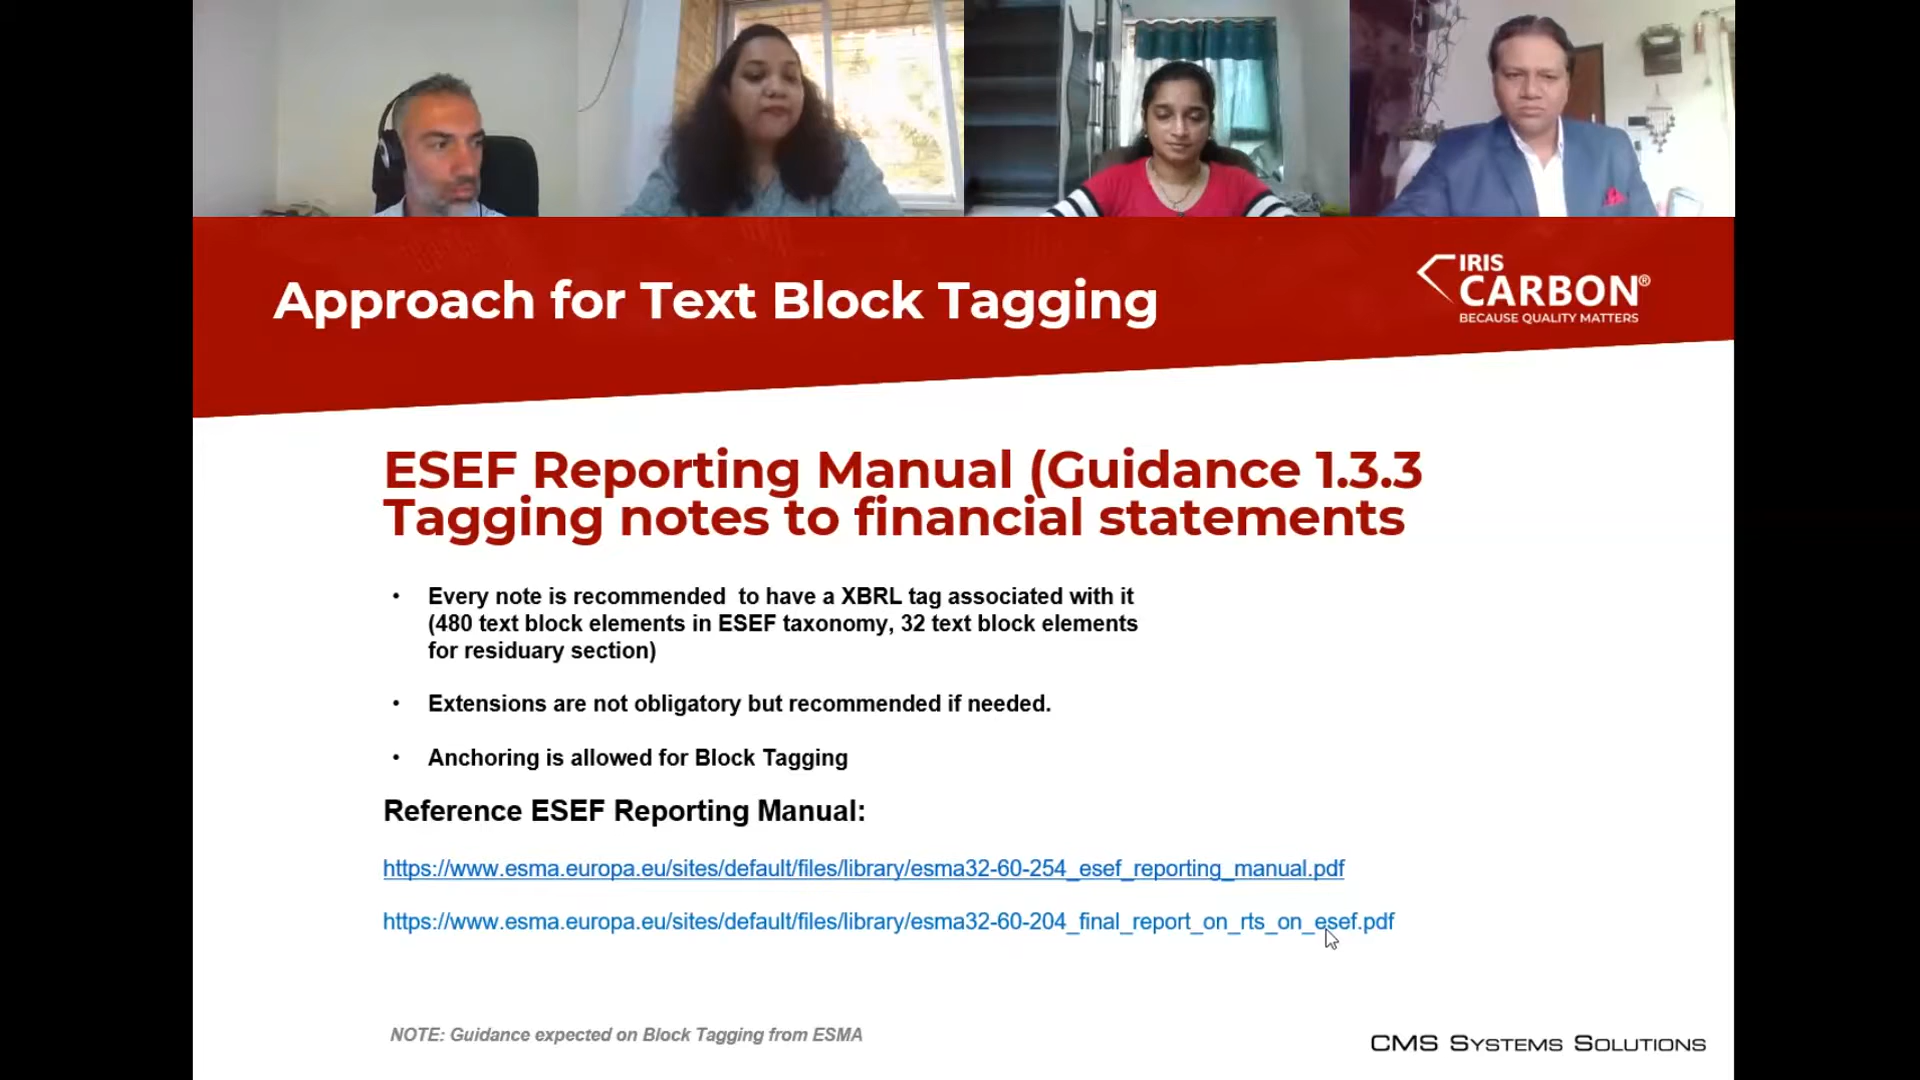 Approach for Text Block Tagging
IRIS
CARBON®
BECAUSE QUALITY MATTERS
ESEF Reporting Manual (Guidance 1.3.3
Tagging notes to financial statements
• Every note is recommended to have a XBRL tag associated with it
(480 text block elements in ESEF taxonomy, 32 text block elements
for residuary section)
• Extensions are not obligatory but recommended if needed.
• Anchoring is allowed for Block Tagging
Reference ESEF Reporting Manual:
https://www.esma.europa.eu/sites/default/files/library/esma32-60-254_esef_reporting_manual.pdf
https://www.esma.europa.eu/sites/default/files/library/esma32-60-204_final_report_on_rts_on_esef.pdf
NOTE: Guidance expected on Block Tagging from ESMA
CMS SYSTEMS SOLUTIONS